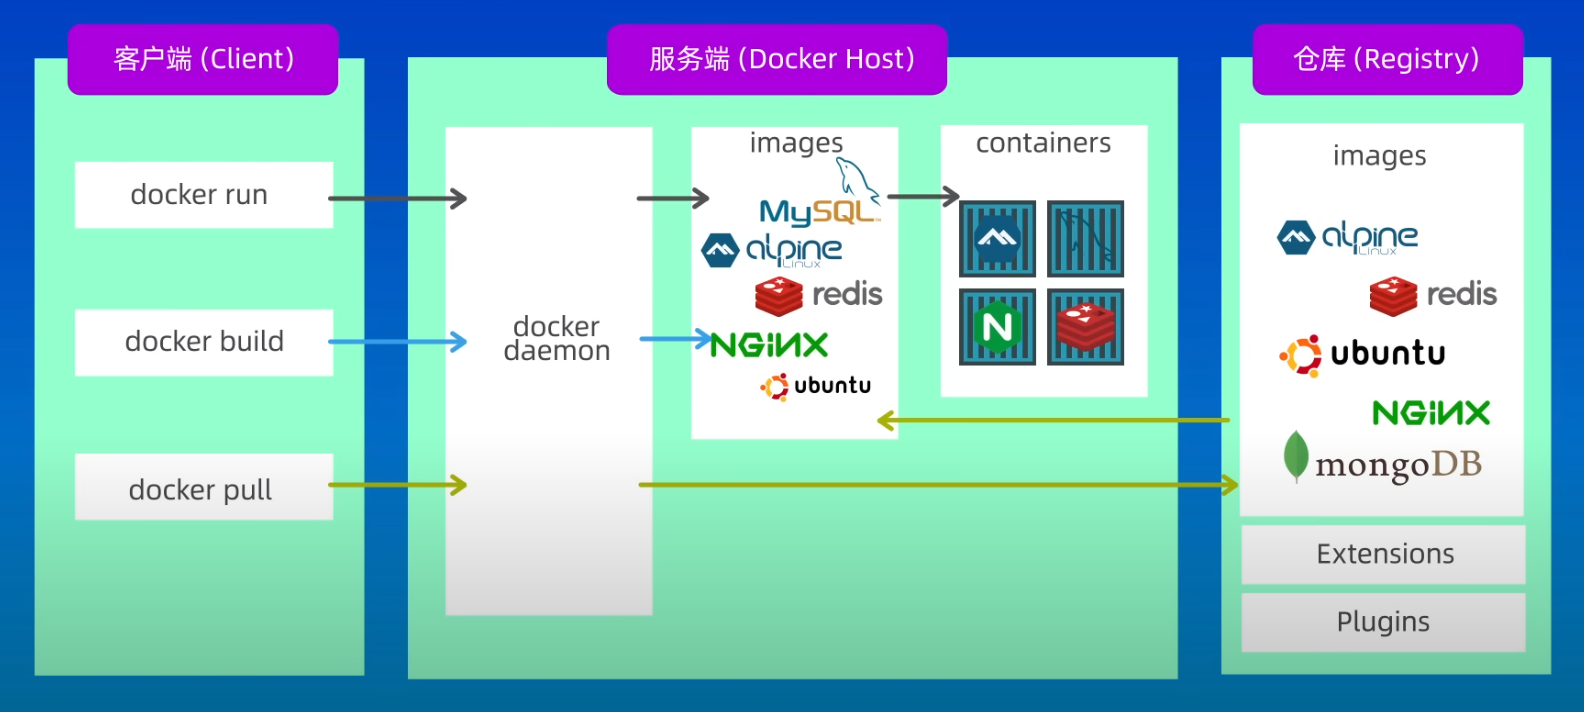 客户端 (Client)
docker run
docker build
docker pull
服务端 (Docker Host)
docker
daemon
images
MySQL™
alpine
Linux
redis
NGiNX
ubuntu
containers
N
仓库 (Registry)
images
alpine
Linux
redis
ubuntu
NGiNX
mongoDB
Extensions
Plugins